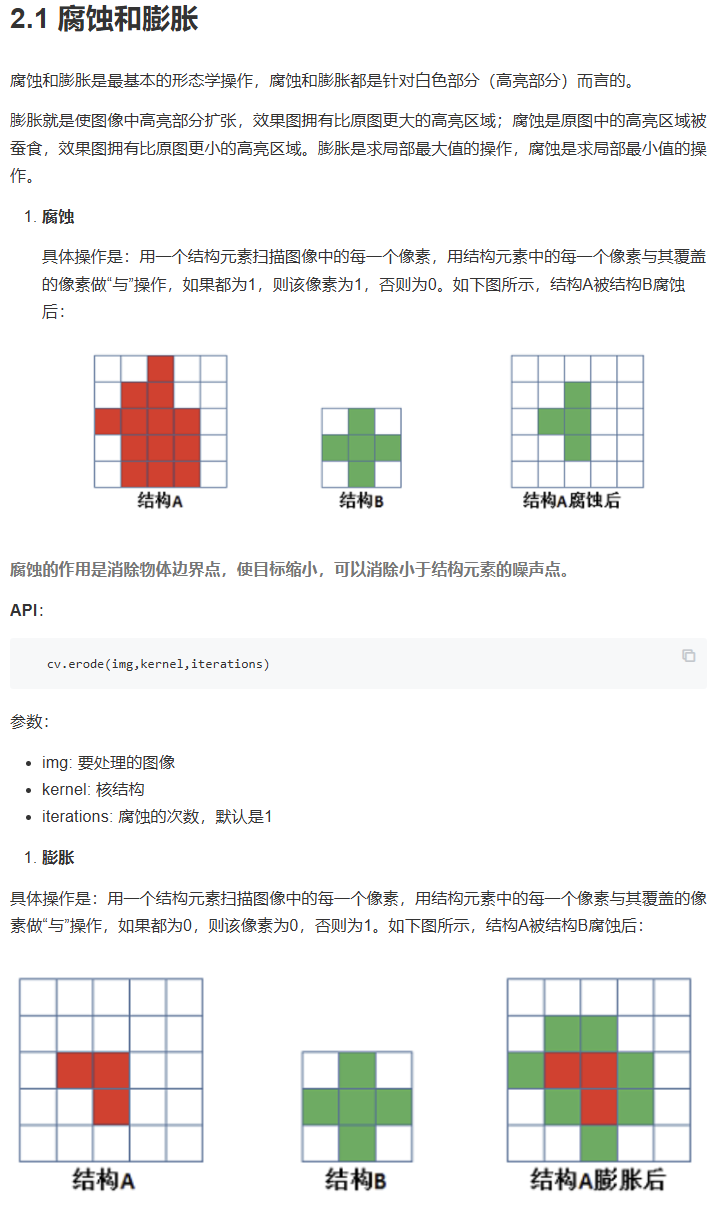 2.1 腐蚀和膨胀
腐蚀和膨胀是最基本的形态学操作，腐蚀和膨胀都是针对白色部分（高亮部分）而言的。
膨胀就是使图像中高亮部分扩张，效果图拥有比原图更大的高亮区域；腐蚀是原图中的高亮区域被
蚕食，效果图拥有比原图更小的高亮区域。膨胀是求局部最大值的操作，腐蚀是求局部最小值的操
作。
1. 腐蚀
具体操作是：用一个结构元素扫描图像中的每一个像素，用结构元素中的每一个像素与其覆盖
的像素做“与”操作，如果都为1，则该像素为1，否则为0。如下图所示，结构A被结构B腐蚀
后：
结构A 结构B 结构A腐蚀后
腐蚀的作用是消除物体边界点，使目标缩小，可以消除小于结构元素的噪声点。
API：
cv.erode(img,kernel,iterations)
参数：
• img: 要处理的图像
• kernel: 核结构
• iterations: 腐蚀的次数，默认是1
1. 膨胀
具体操作是：用一个结构元素扫描图像中的每一个像素，用结构元素中的每一个像素与其覆盖的像
素做“与”操作，如果都为0，则该像素为0，否则为1。如下图所示，结构A被结构B腐蚀后：
结构A 结构B 结构A膨胀后